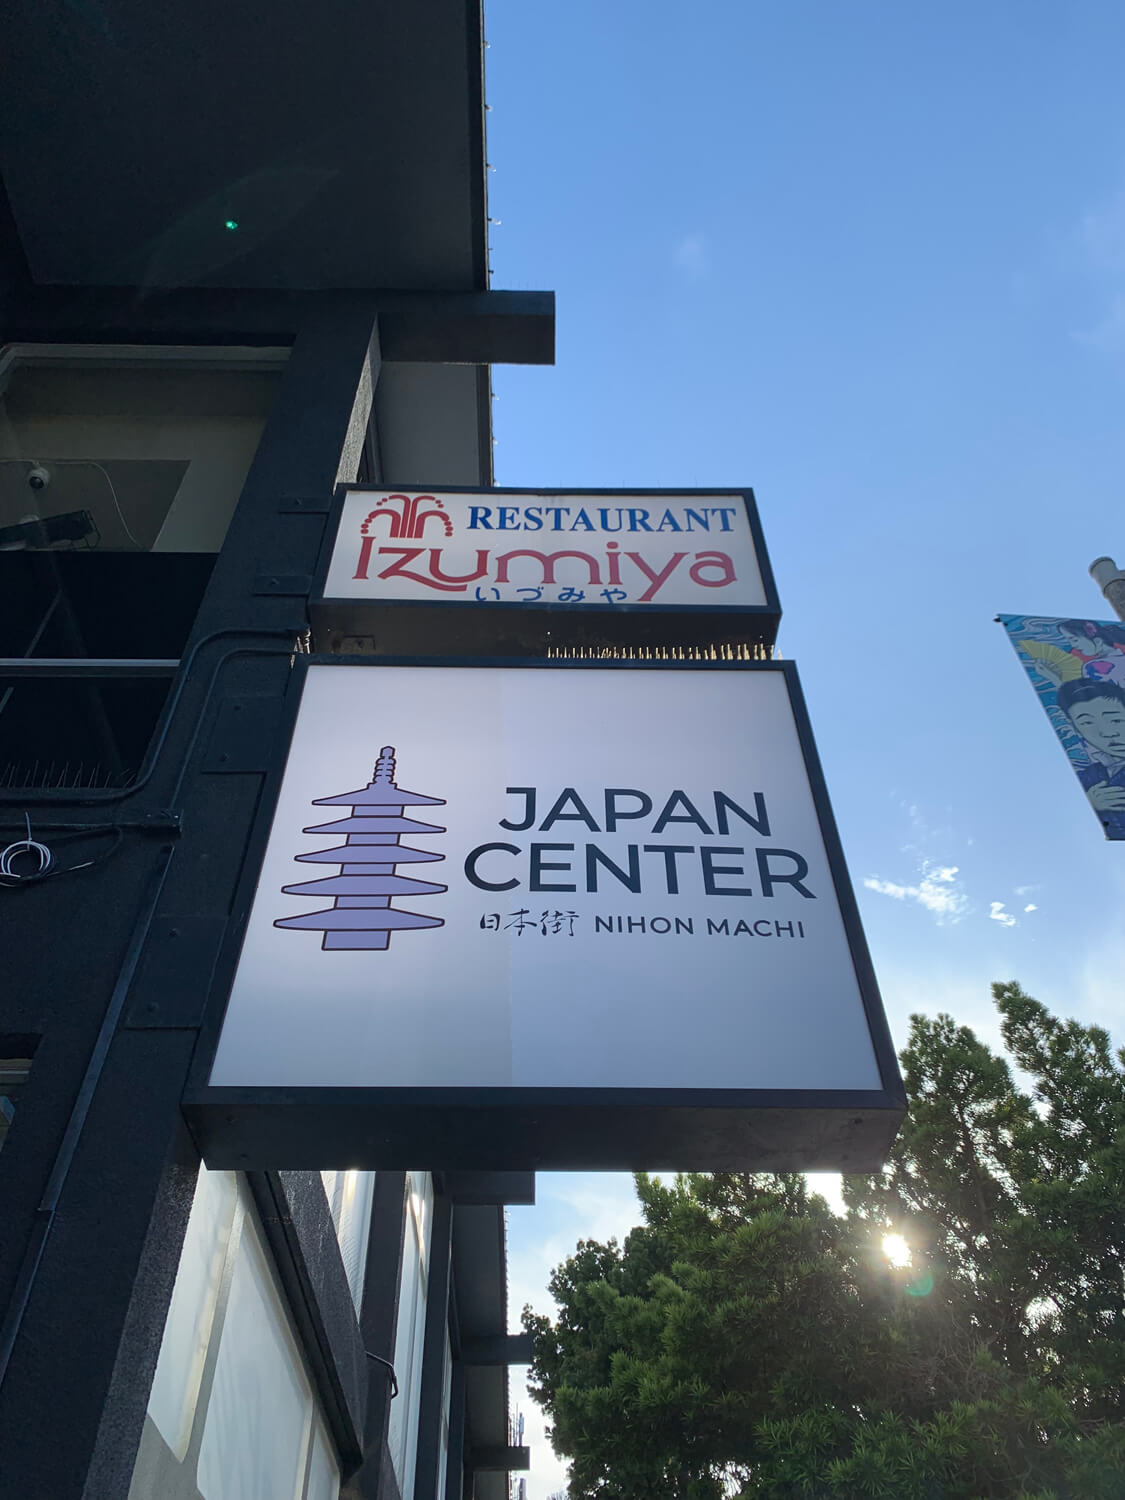 RESTAURANT
Izumiya
いづみや
JAPAN
CENTER
日本街 NIHON MACHI